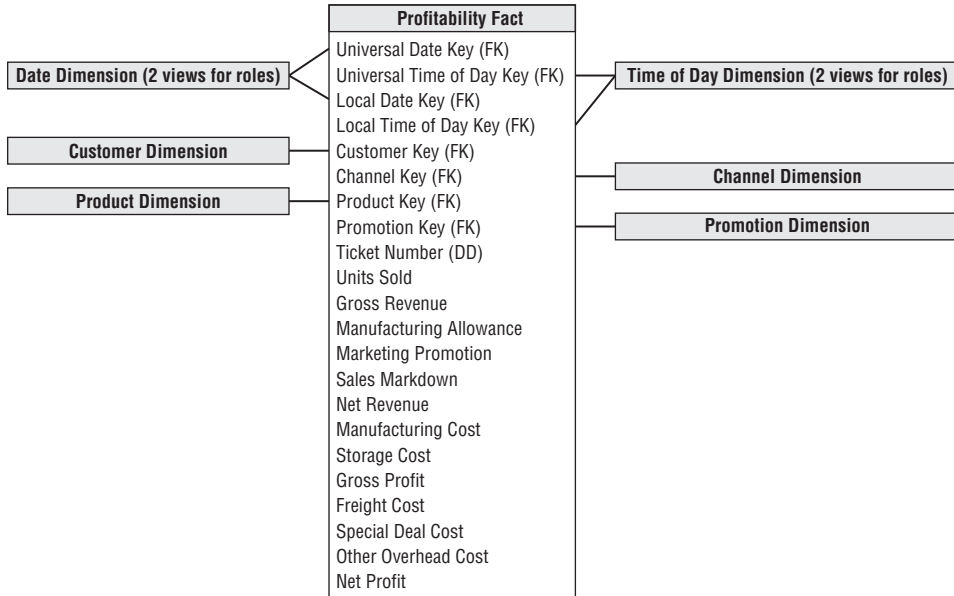 Profitability Fact
Universal Date Key (FK)
Universal Time of Day Key (FK)
Local Date Key (FK)
Local Time of Day Key (FK)
Customer Key (FK)
Channel Key (FK)
Product Key (FK)
Promotion Key (FK)
Ticket Number (DD)
Units Sold
Gross Revenue
Manufacturing Allowance
Marketing Promotion
Sales Markdown
Net Revenue
Manufacturing Cost
Storage Cost
Gross Profit
Freight Cost
Special Deal Cost
Other Overhead Cost
Net Profit
Date Dimension (2 views for roles)
Customer Dimension
Product Dimension
Time of Day Dimension (2 views for roles)
Channel Dimension
Promotion Dimension